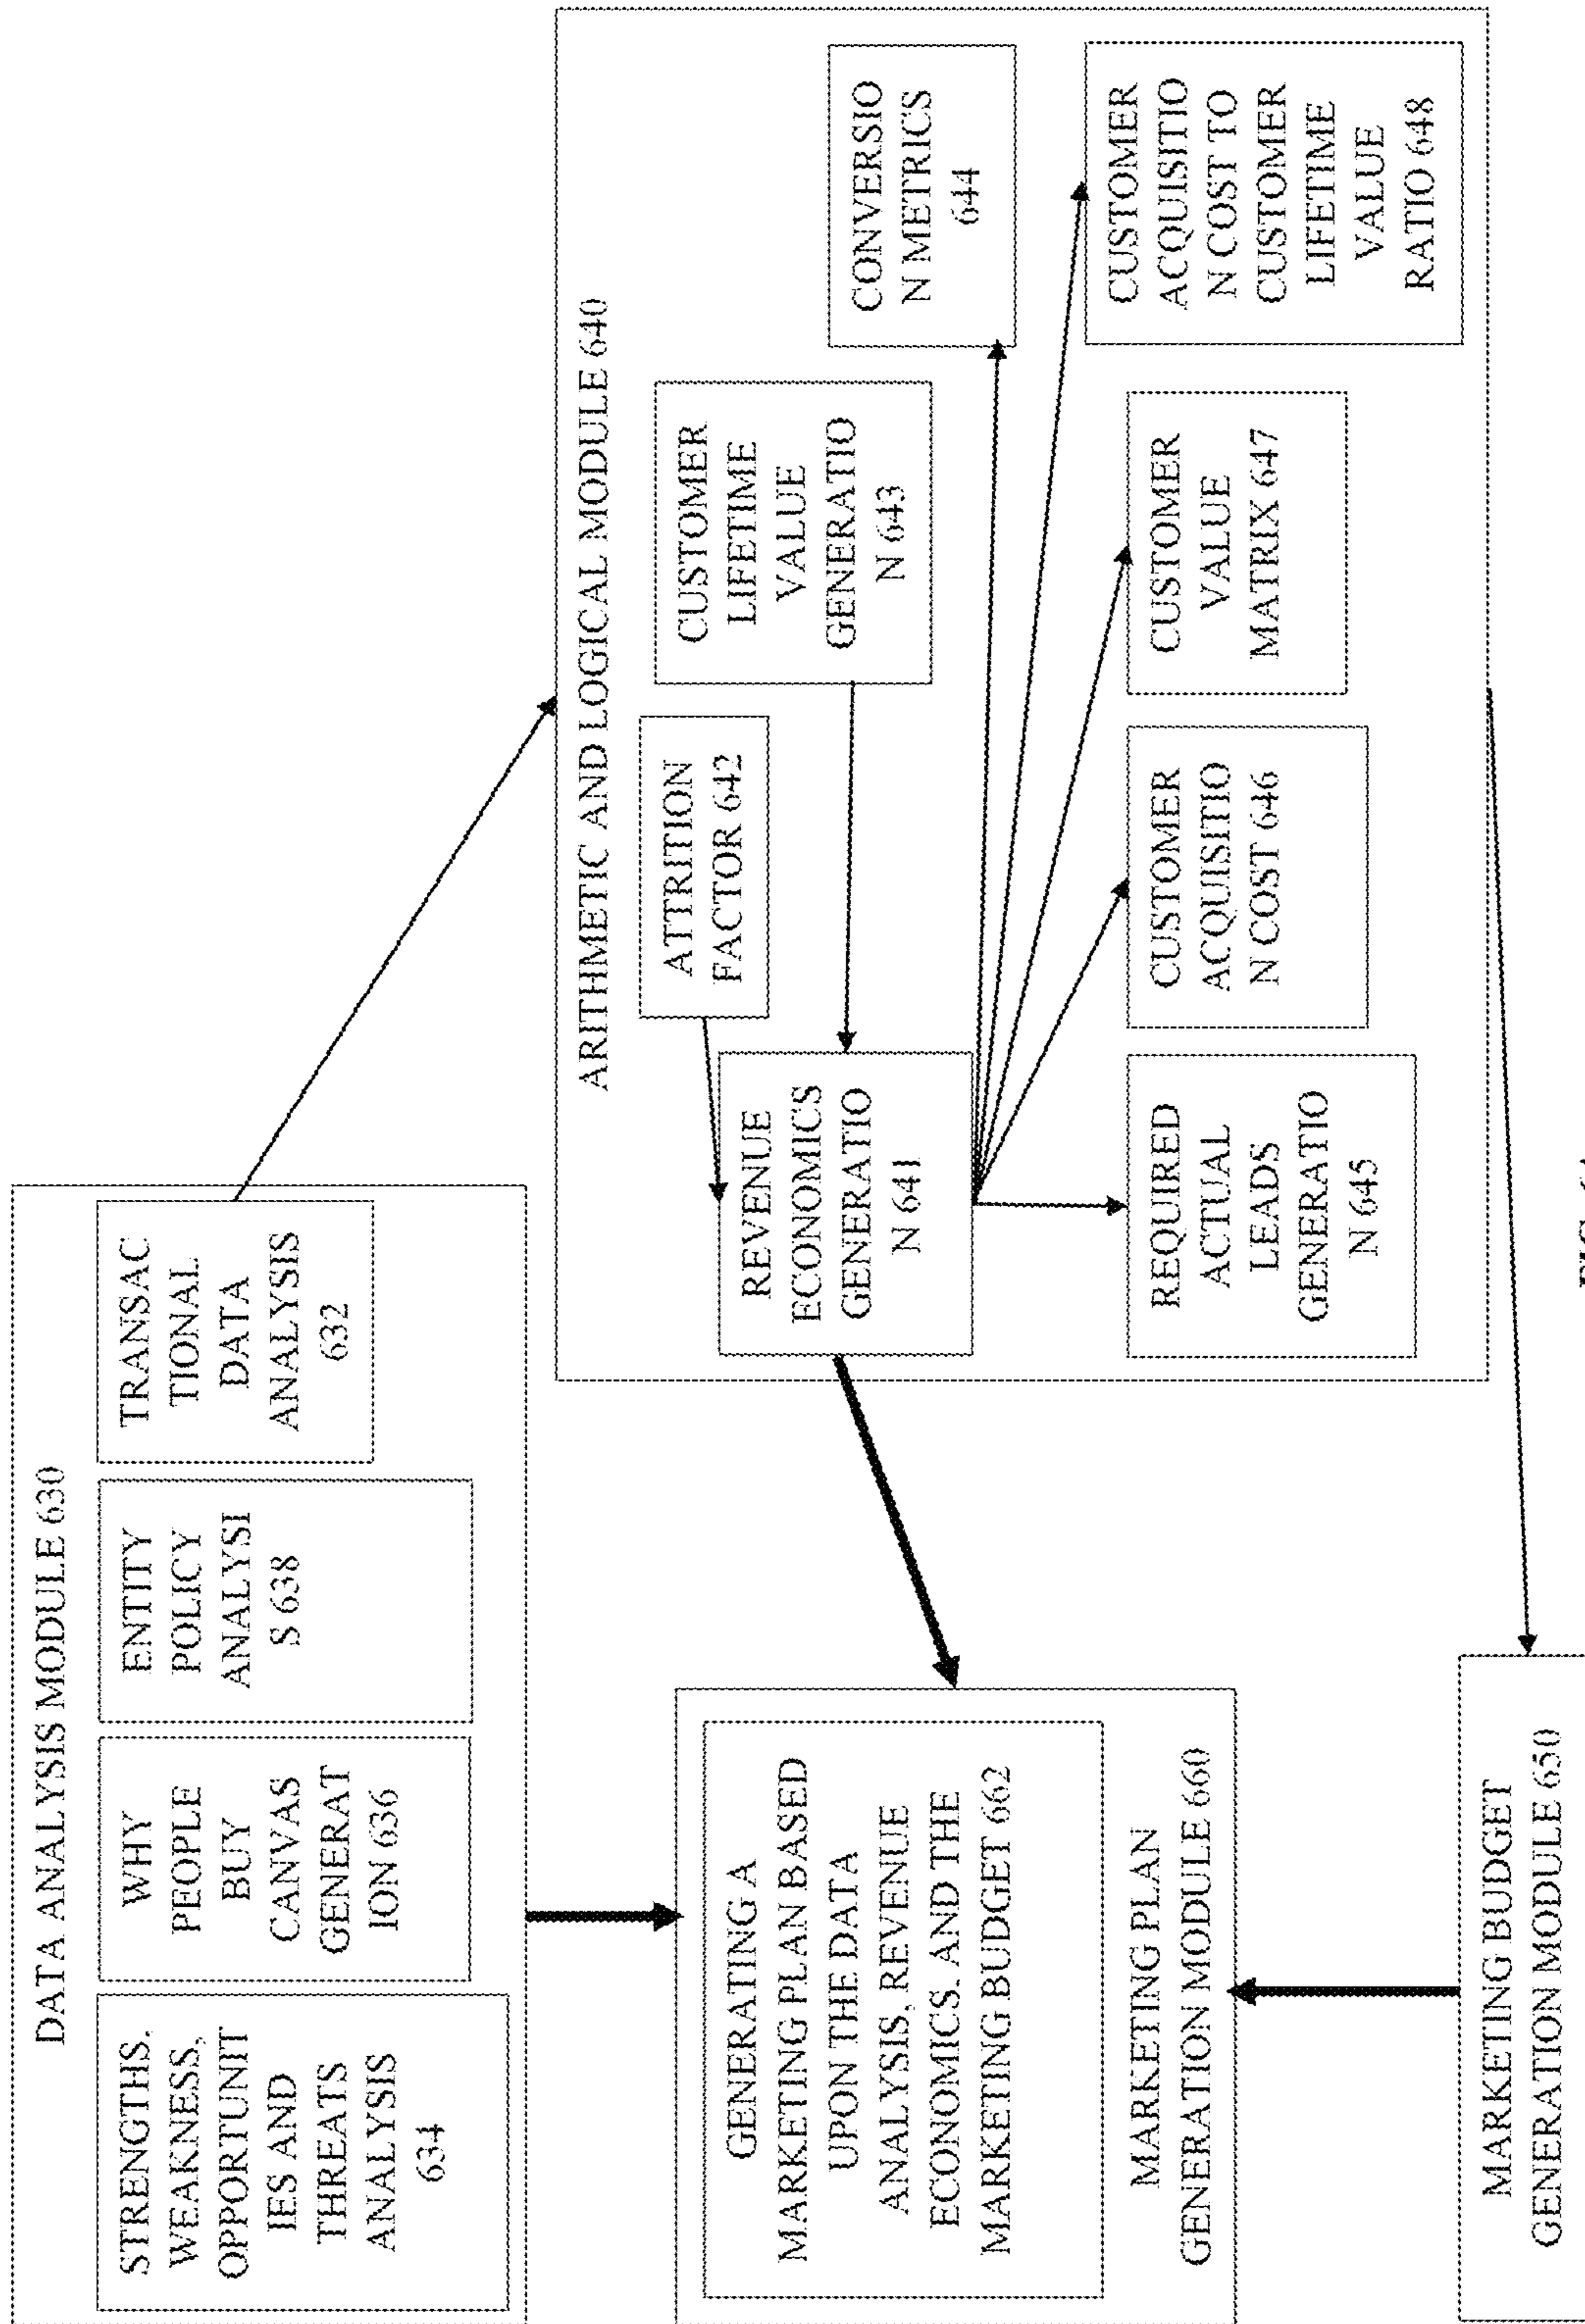 DATA ANALYSIS MODULE 630
STRENGTHS,
WEAKNESS,
OPPORTUNIT
IES AND
THREATS
ANALYSIS
634
WHY
PEOPLE
BUY
CANVAS
GENERAT
ION 636
ENTITY
POLICY
ANALYSI
S 638
TRANSAC
TIONAL
DATA
ANALYSIS
632
ARITHMETIC AND LOGICAL MODULE 640
ATTRITION
FACTOR 642
CUSTOMER
LIFETIME
VALUE
GENERATIO
N 643
REVENUE
ECONOMICS
GENERATIO
N 641
CONVERSIO
N METRICS
644
REQUIRED
ACTUAL
LEADS
GENERATIO
N 645
CUSTOMER
ACQUISITIO
N COST 646
CUSTOMER
VALUE
MATRIX 647
CUSTOMER
ACQUISITIO
N COST TO
CUSTOMER
LIFETIME
VALUE
RATIO 648
GENERATING A
MARKETING PLAN BASED
UPON THE DATA
ANALYSIS, REVENUE
ECONOMICS, AND THE
MARKETING BUDGET 662
MARKETING PLAN
GENERATION MODULE 660
MARKETING BUDGET
GENERATION MODULE 650